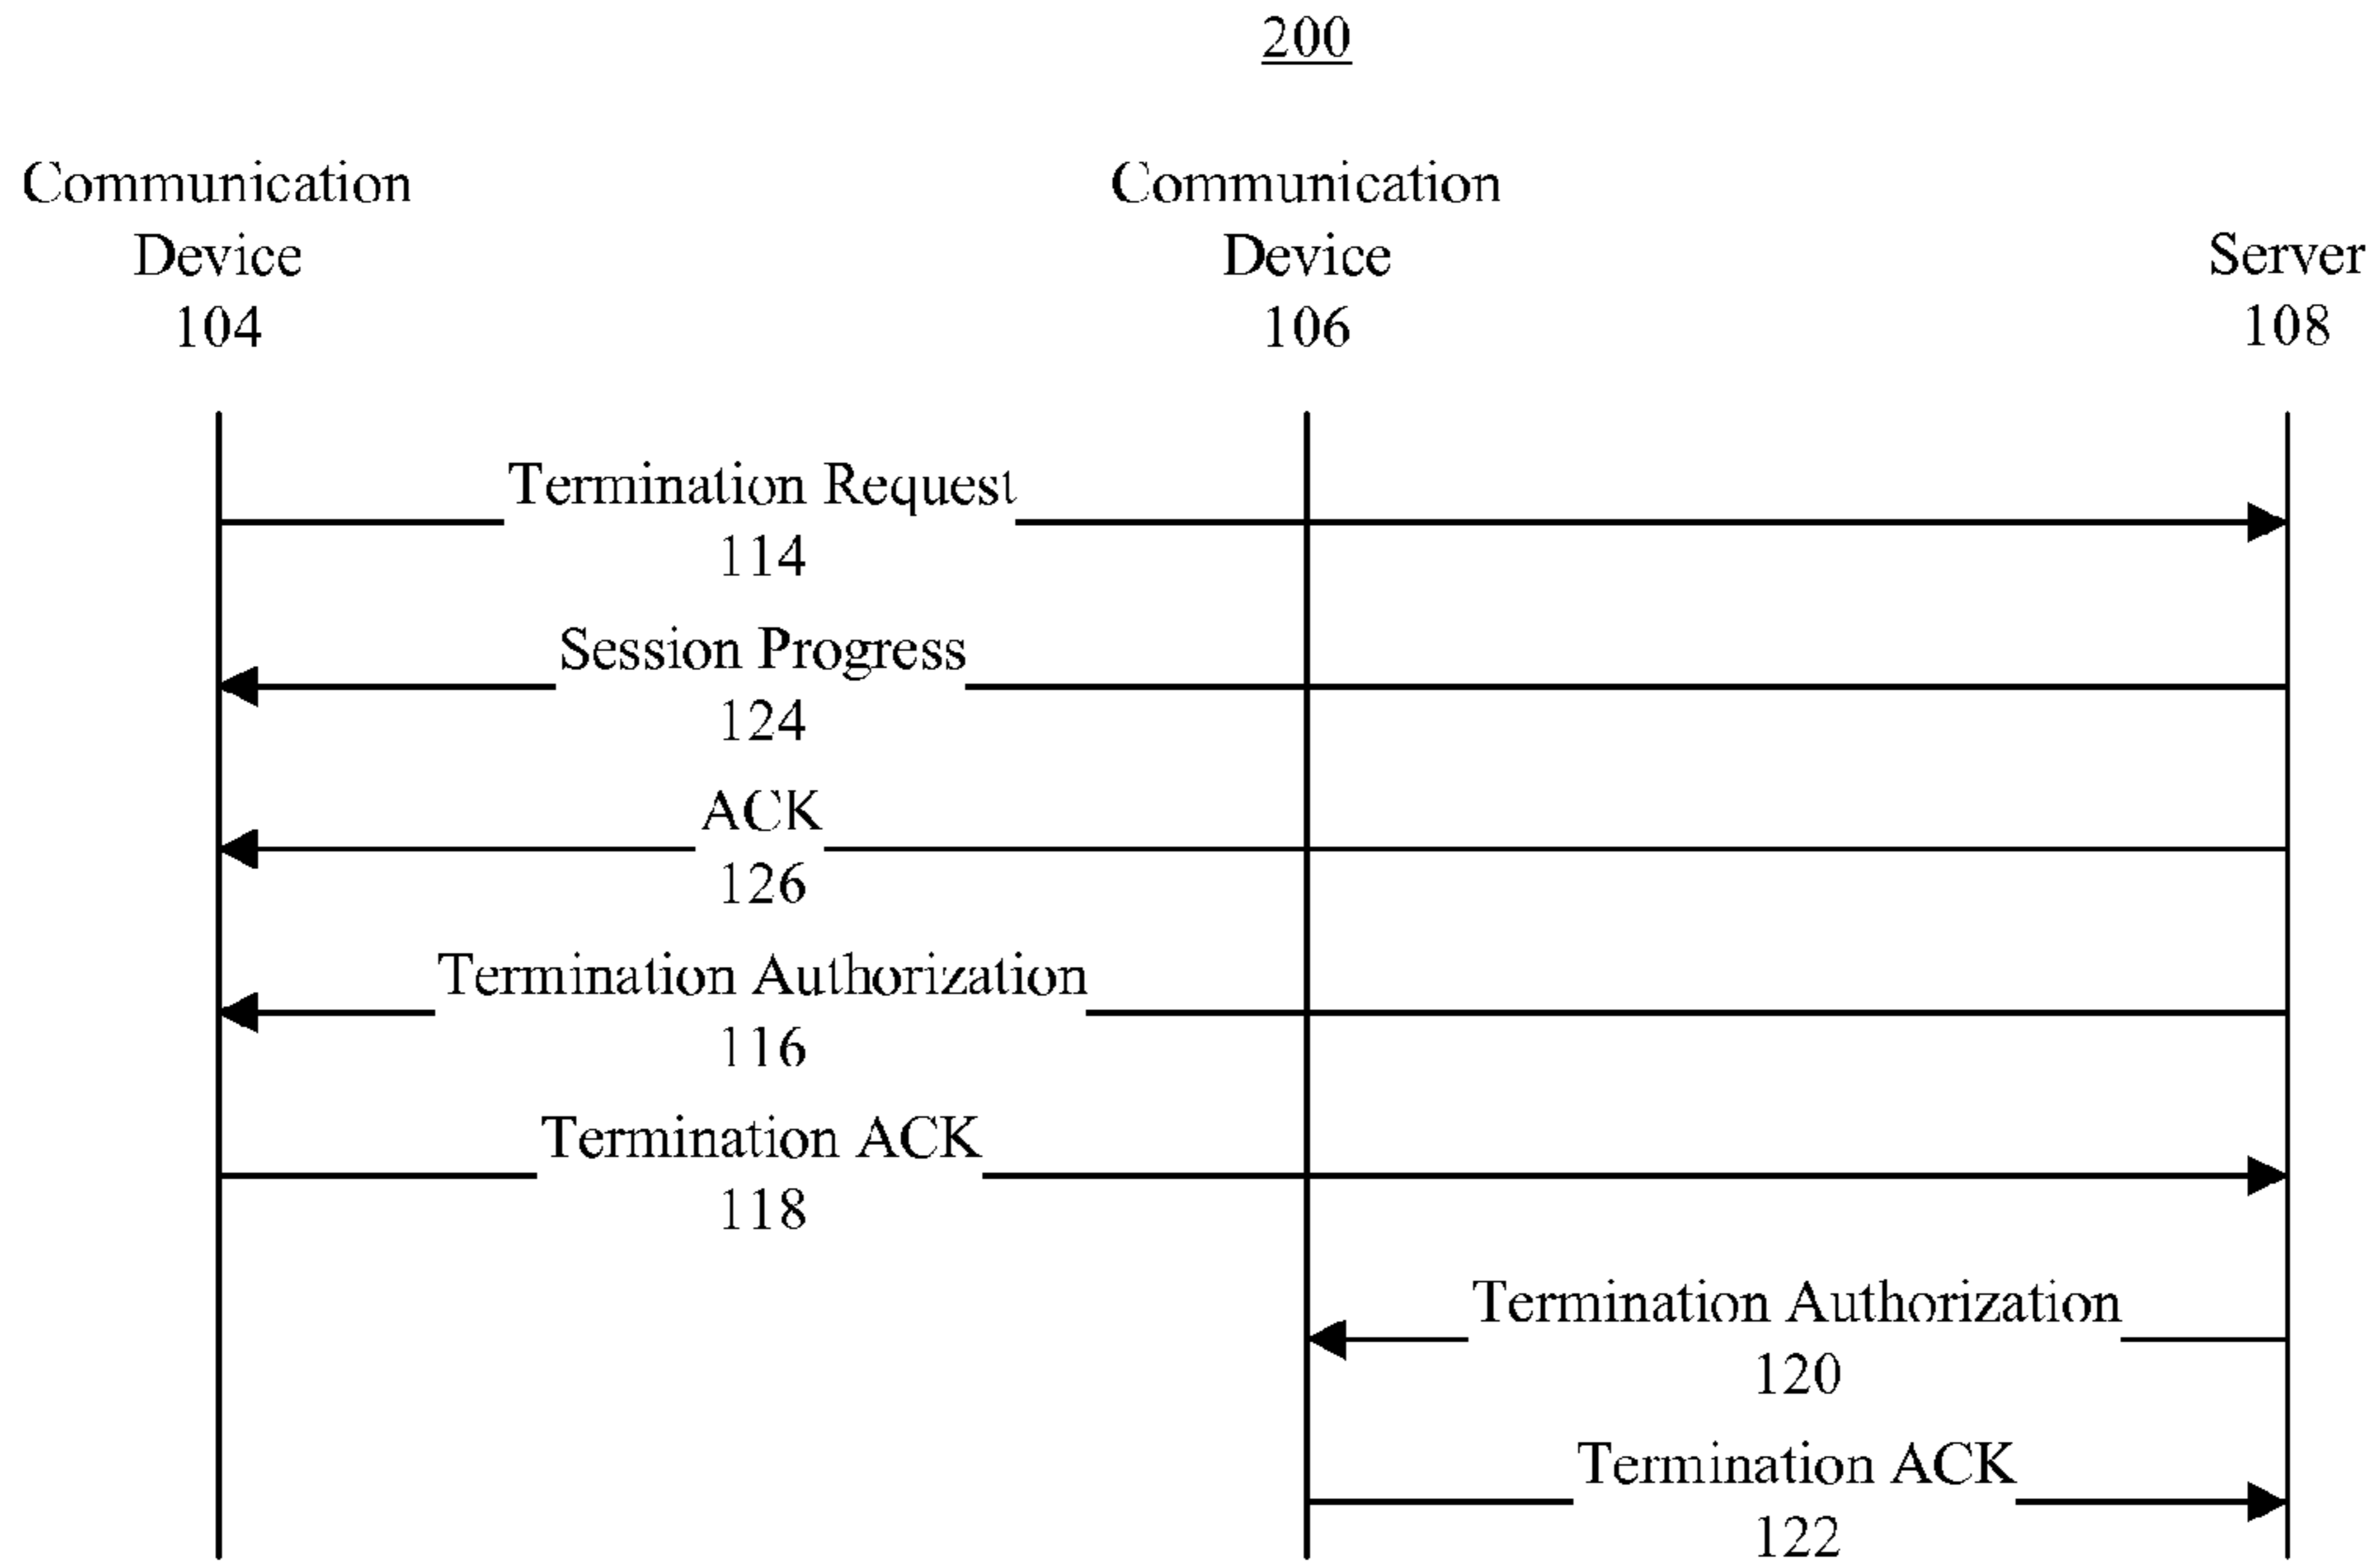 200
Communication
Device
104
Communication
Device
106
Server
108
Termination Request
114
Session Progress
124
ACK
126
Termination Authorization
116
Termination ACK
118
Termination Authorization
120
Termination ACK
122